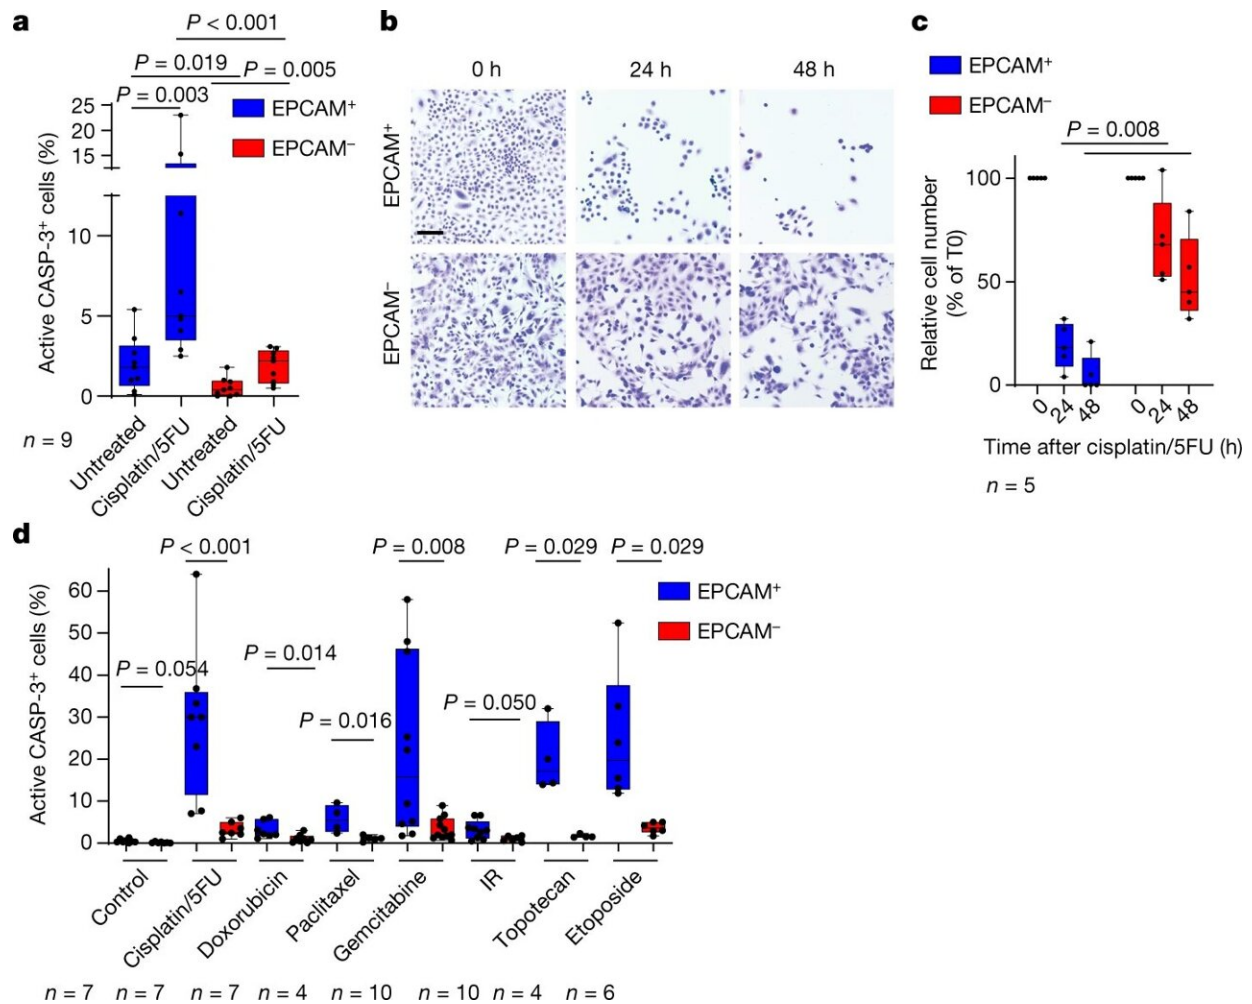 a
P < 0.001
P = 0.019
P = 0.005
P = 0.003
EPCAM⁺
EPCAM⁻
Active CASP-3⁺ cells (%)
25
20
15
10
5
0
Untreated
Cisplatin/5FU
Untreated
Cisplatin/5FU
n = 9
b
0 h
24 h
48 h
EPCAM⁺
EPCAM⁻
c
EPCAM⁺
EPCAM⁻
P = 0.008
Relative cell number
(% of T0)
100
50
0
0
24
48
0
24
48
Time after cisplatin/5FU (h)
n = 5
d
P < 0.001
P = 0.008
P = 0.029
P = 0.029
EPCAM⁺
EPCAM⁻
P = 0.054
P = 0.014
P = 0.016
P = 0.050
Active CASP-3⁺ cells (%)
60
50
40
30
20
10
0
Control
Cisplatin/5FU
Doxorubicin
Paclitaxel
Gemcitabine
IR
Topotecan
Etoposide
n = 7
n = 7
n = 7
n = 4
n = 10
n = 10
n = 4
n = 6